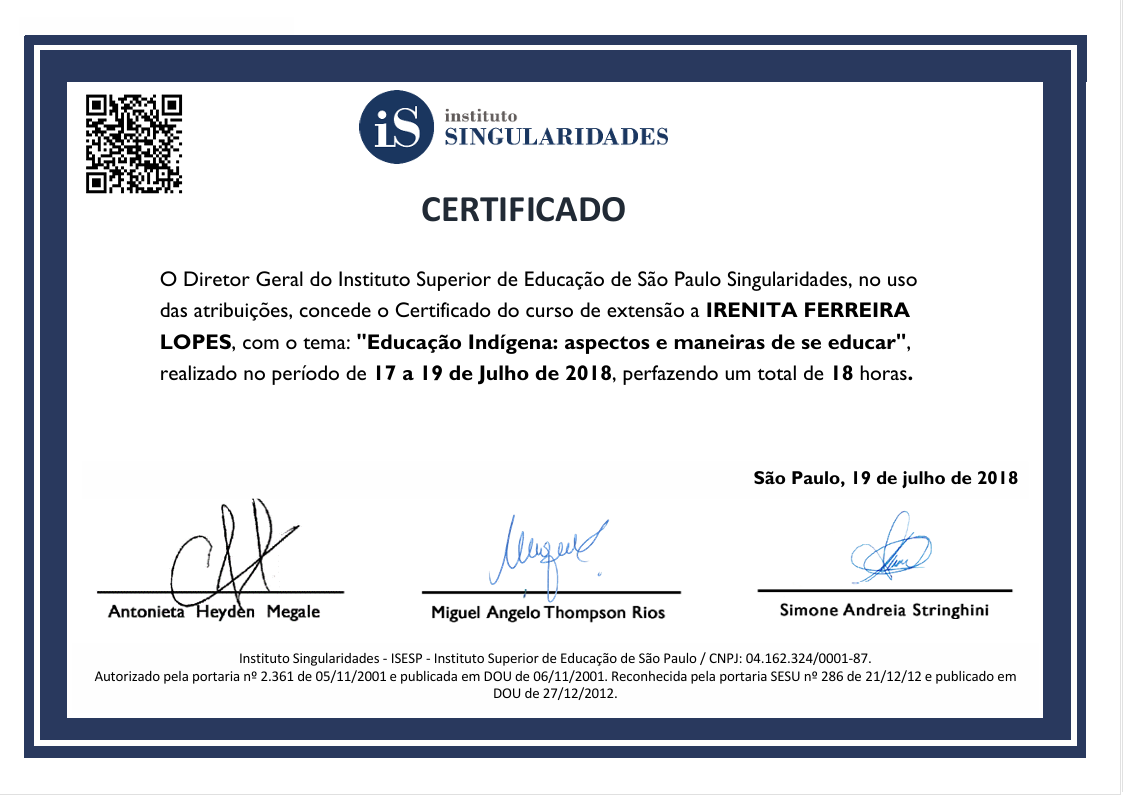 iS instituto
SINGULARIDADES
CERTIFICADO
O Diretor Geral do Instituto Superior de Educação de São Paulo Singularidades, no uso
das atribuições, concede o Certificado do curso de extensão a IRENITA FERREIRA
LOPES, com o tema: "Educação Indígena: aspectos e maneiras de se educar",
realizado no período de 17 a 19 de Julho de 2018, perfazendo um total de 18 horas.
São Paulo, 19 de julho de 2018
Miguel
Antonieta Heyden Megale
Miguel Angelo Thompson Rios
Simone Andreia Stringhini
Instituto Singularidades - ISESP - Instituto Superior de Educação de São Paulo / CNPJ: 04.162.324/0001-87.
Autorizado pela portaria nº 2.361 de 05/11/2001 e publicada em DOU de 06/11/2001. Reconhecida pela portaria SESU nº 286 de 21/12/12 e publicado em
DOU de 27/12/2012.